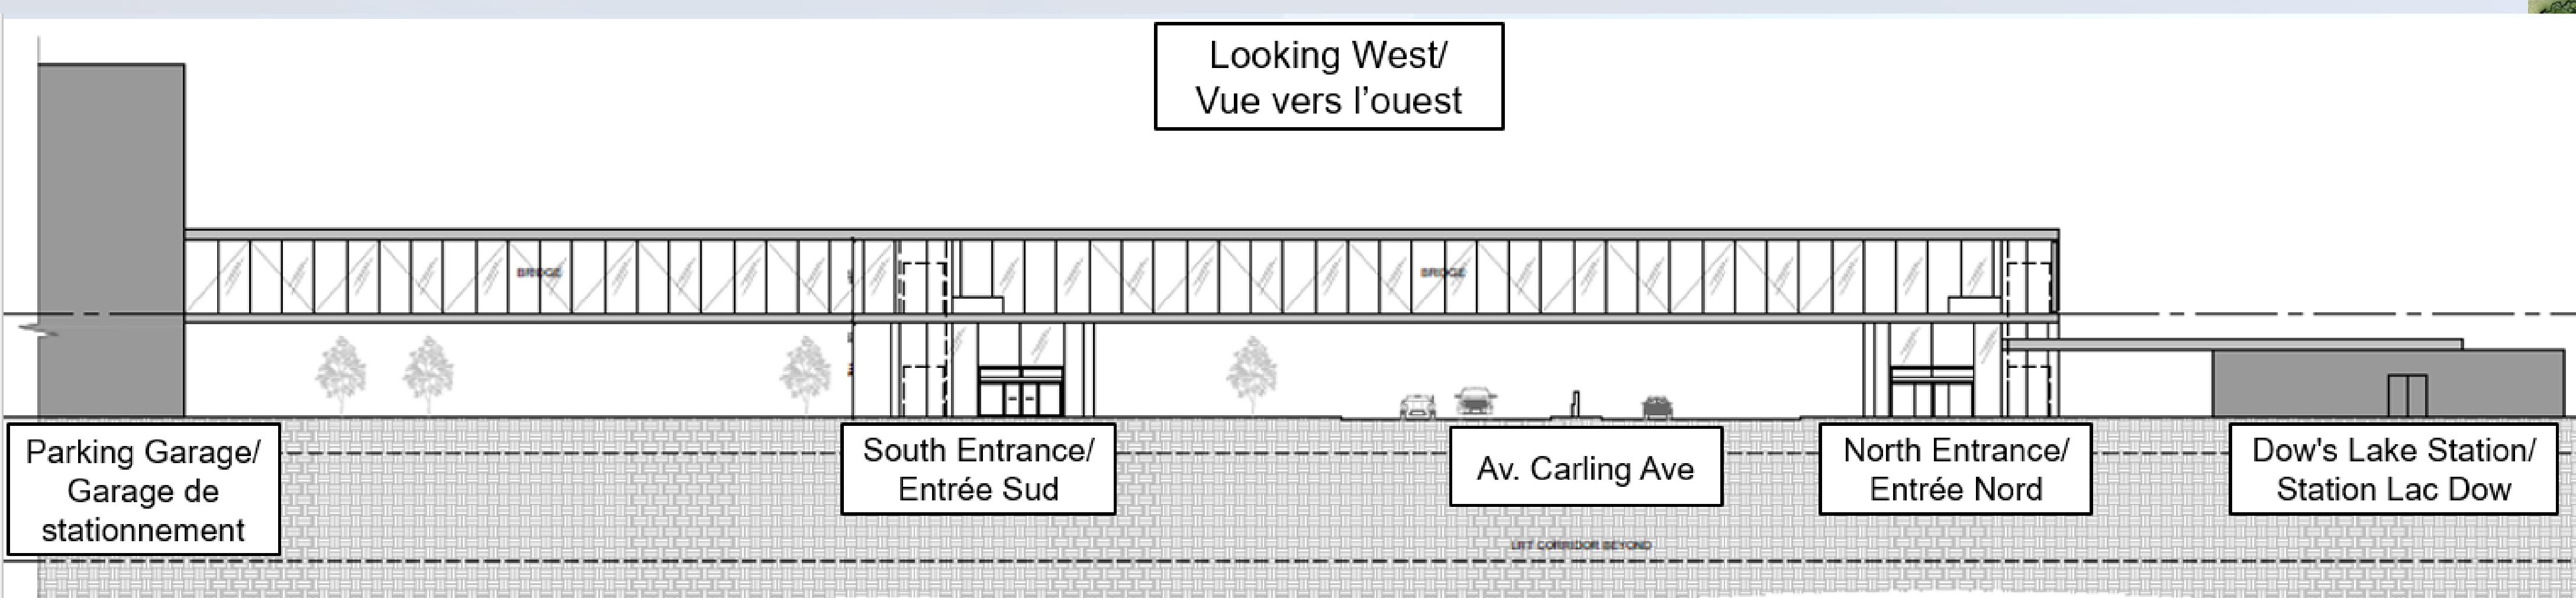 Looking West/
Vue vers l’ouest
BRIDGE
BRIDGE
Parking Garage/
Garage de
stationnement
South Entrance/
Entrée Sud
Av. Carling Ave
North Entrance/
Entrée Nord
Dow's Lake Station/
Station Lac Dow
LRT CORRIDOR BEYOND